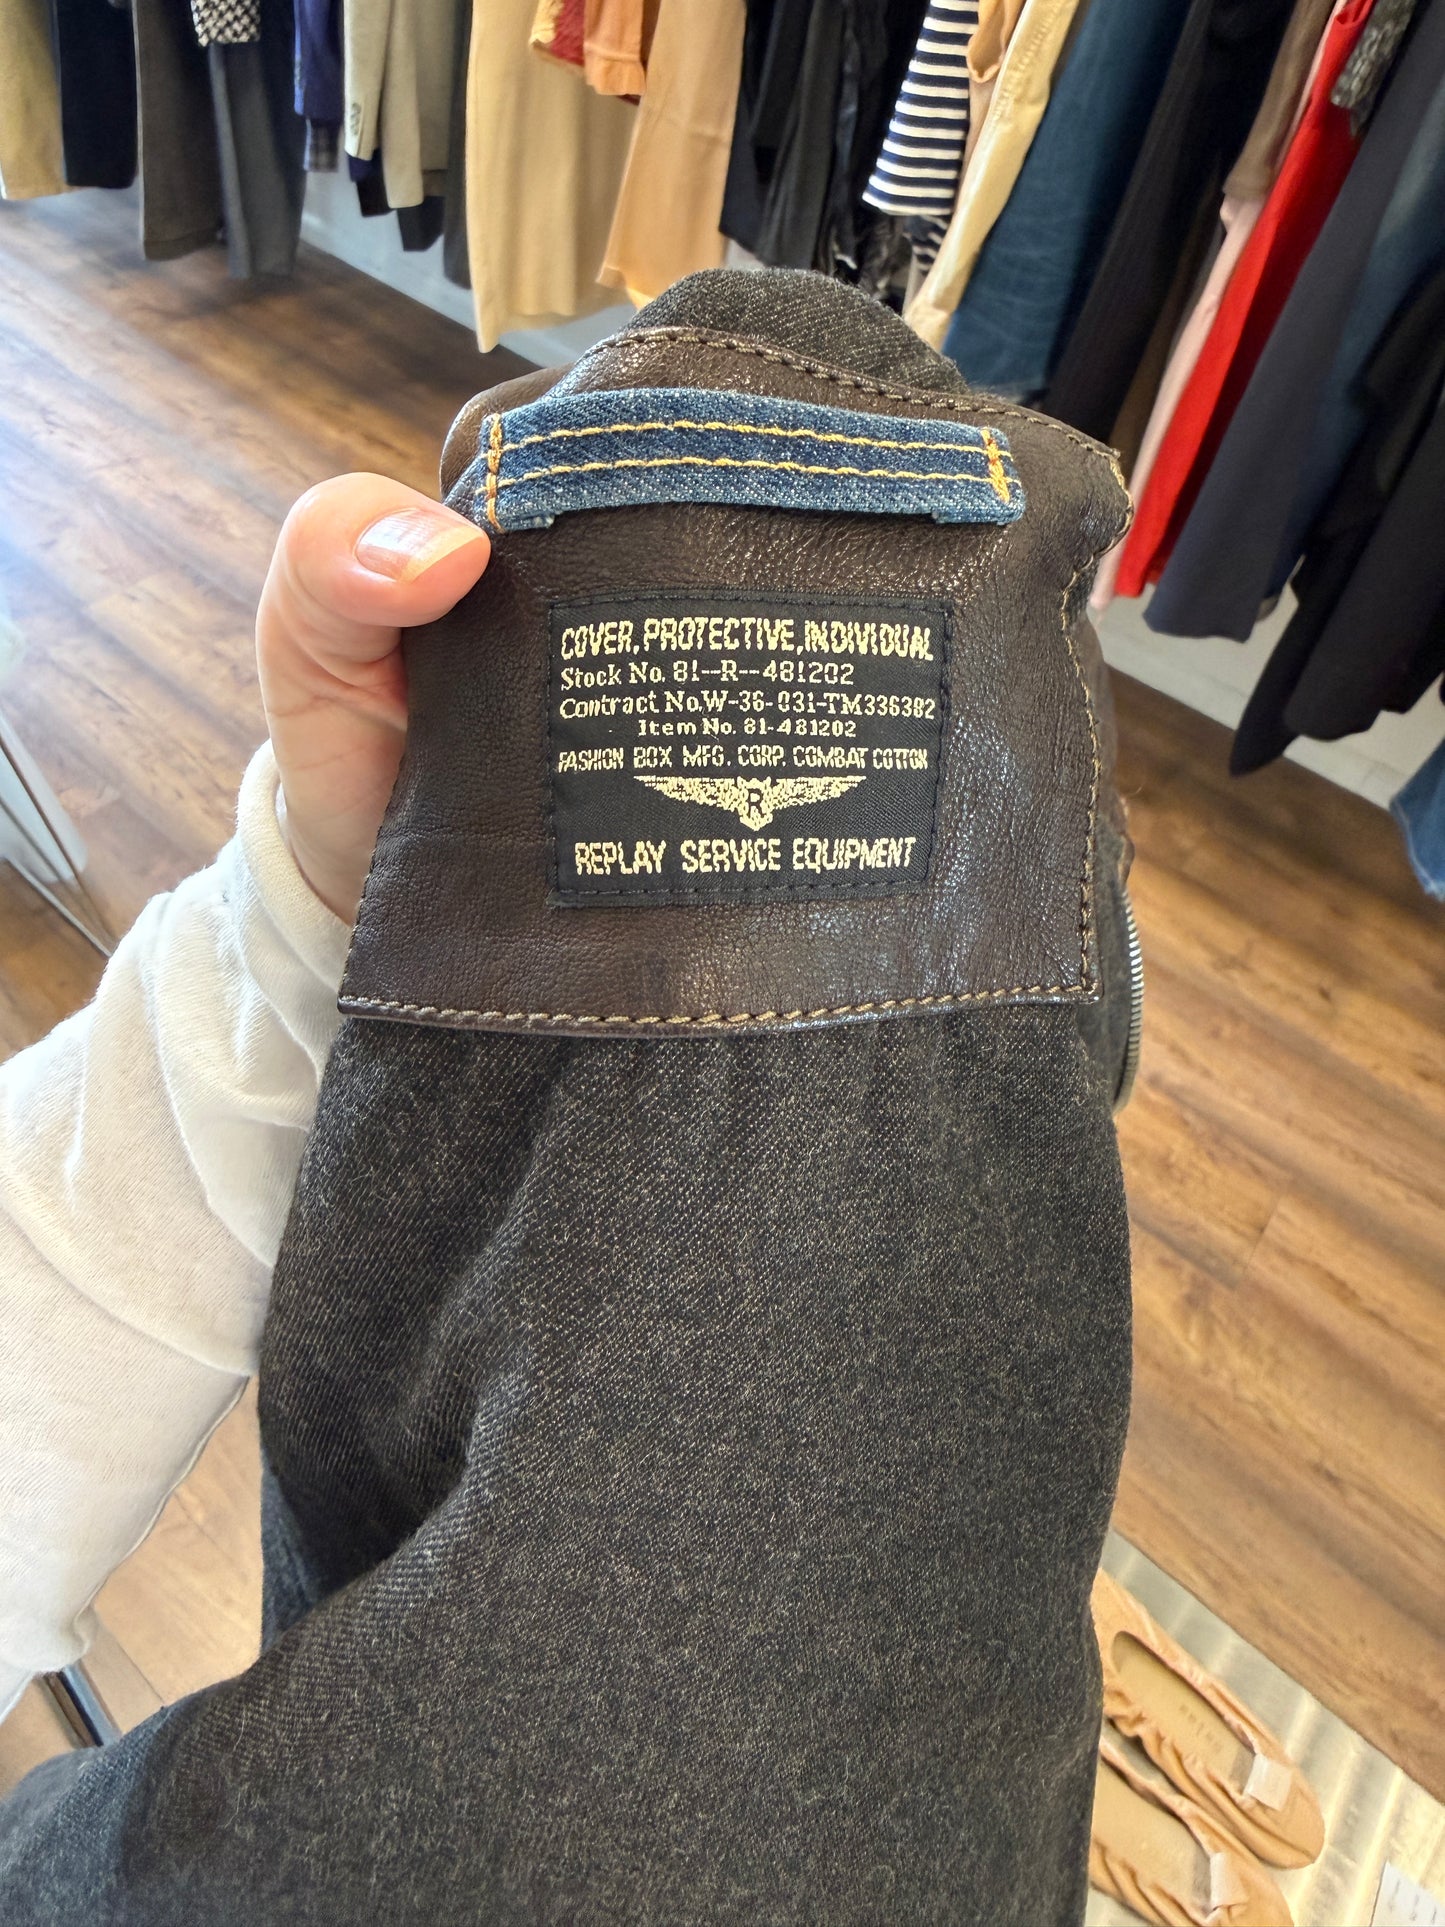 COVER, PROTECTIVE, INDIVIDUAL
Stock No. 81--R--481202
Contract No.W-36-031-TM336382
Item No. 81-481202
FASHION BOX MFG. CORP. COMBAT COTTON
R
REPLAY SERVICE EQUIPMENT